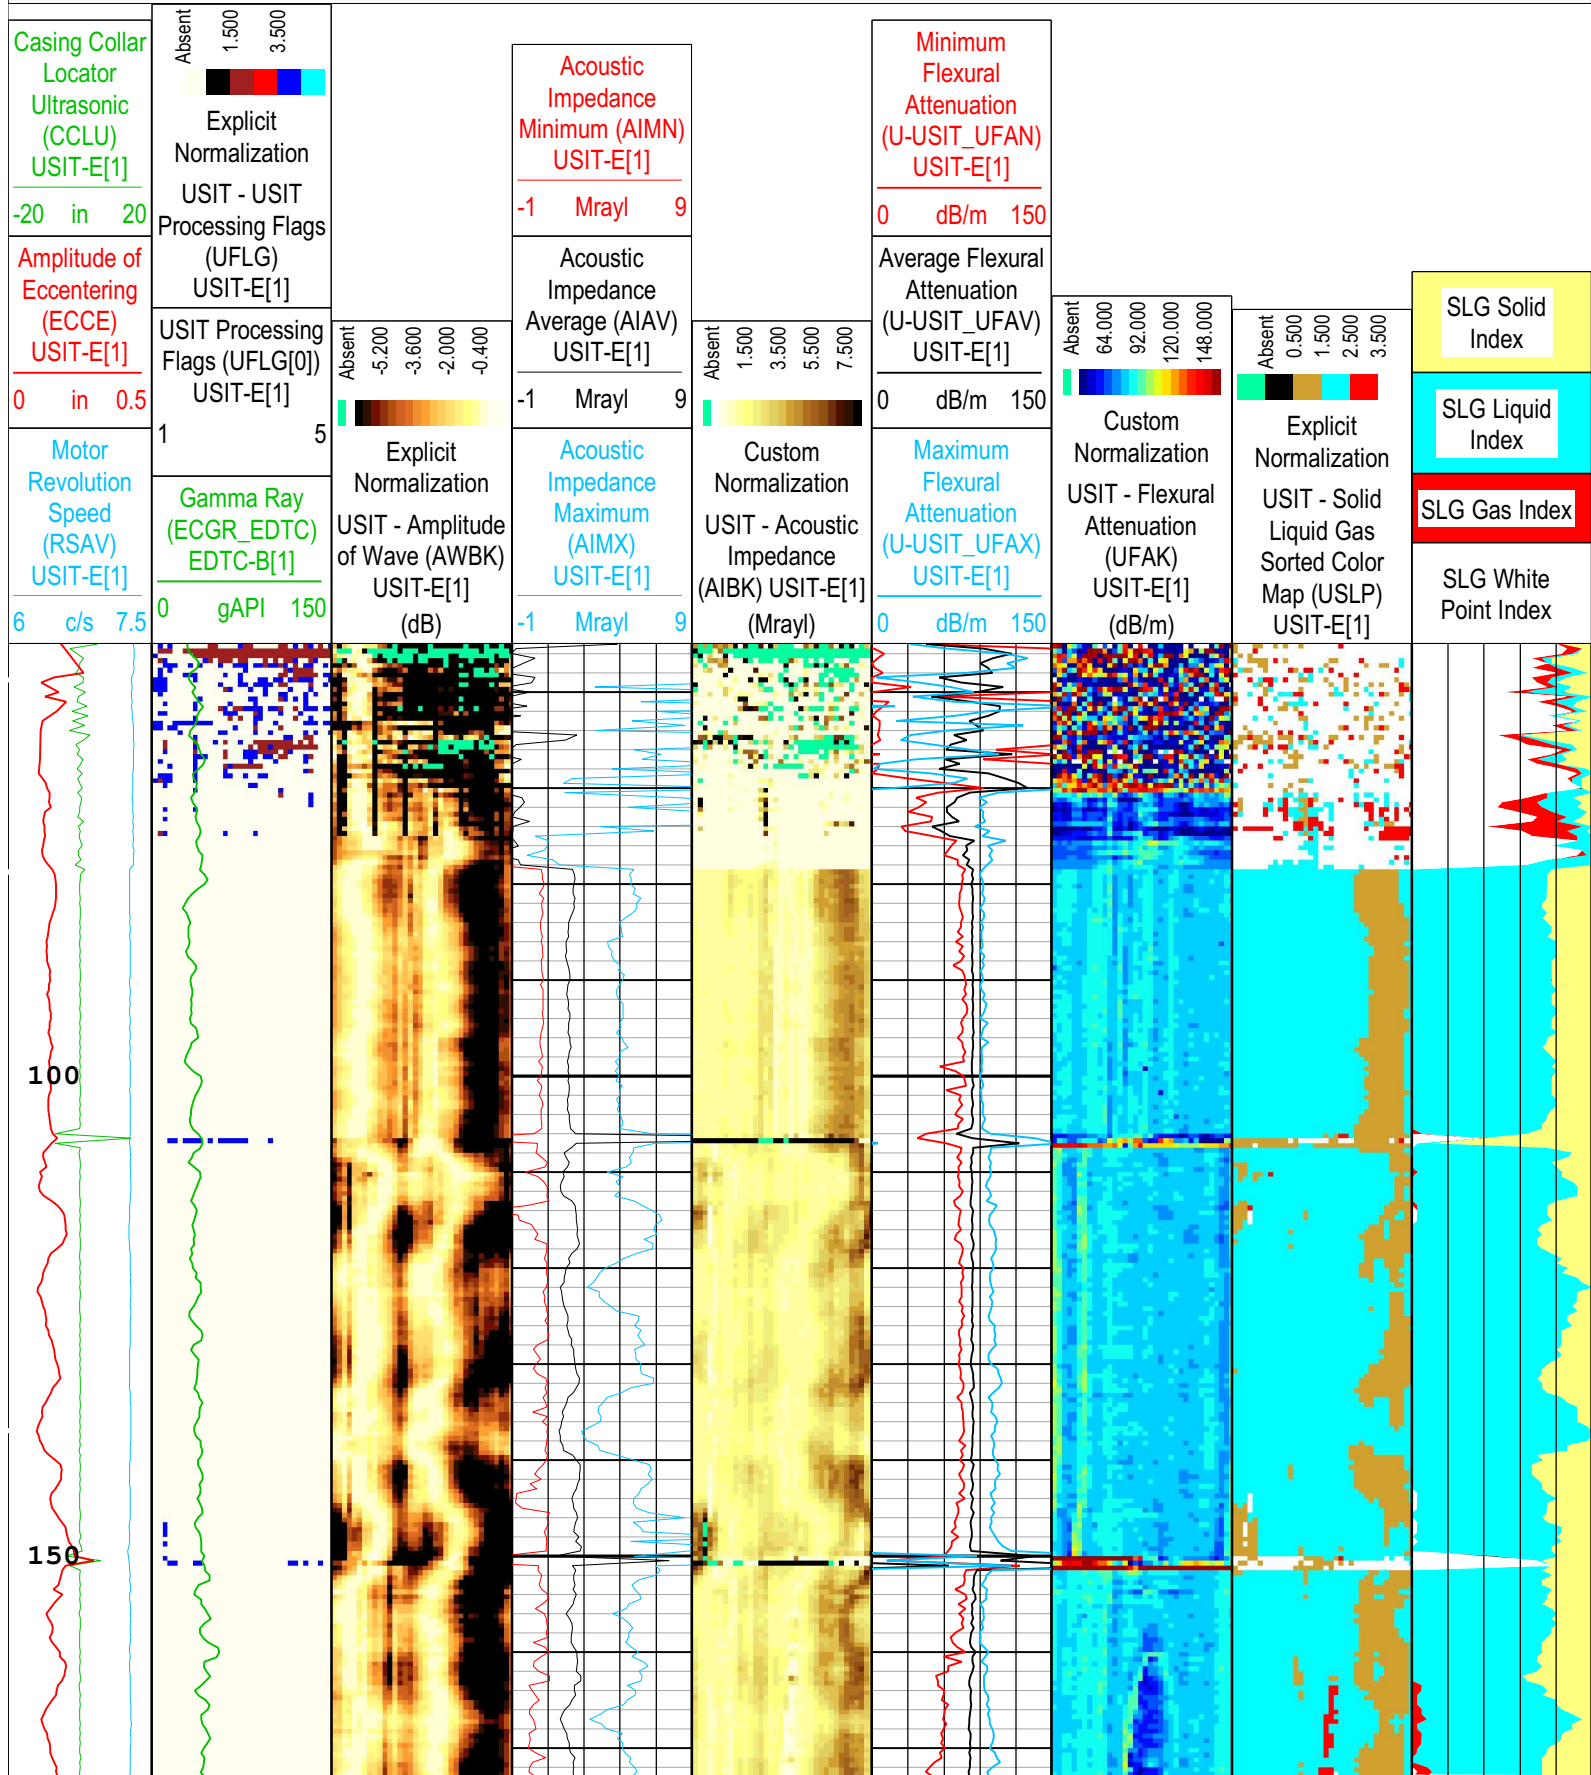 Casing Collar
Locator
Ultrasonic
(CCLU)
USIT-E[1]
-20 in 20
Amplitude of
Eccentering
(ECCE)
USIT-E[1]
0 in 0.5
Motor
Revolution
Speed
(RSAV)
USIT-E[1]
6 c/s 7.5
Absent
1.500
3.500
Explicit
Normalization
USIT - USIT
Processing Flags
(UFLG)
USIT-E[1]
USIT Processing
Flags (UFLG[0])
USIT-E[1]
1 5
Gamma Ray
(ECGR_EDTC)
EDTC-B[1]
0 gAPI 150
Absent
-5.200
-3.600
-2.000
-0.400
Explicit
Normalization
USIT - Amplitude
of Wave (AWBK)
USIT-E[1]
(dB)
Acoustic
Impedance
Minimum (AIMN)
USIT-E[1]
-1 Mrayl 9
Acoustic
Impedance
Average (AIAV)
USIT-E[1]
-1 Mrayl 9
Acoustic
Impedance
Maximum
(AIMX)
USIT-E[1]
-1 Mrayl 9
Absent
1.500
3.500
5.500
7.500
Custom
Normalization
USIT - Acoustic
Impedance
(AIBK) USIT-E[1]
(Mrayl)
Minimum
Flexural
Attenuation
(U-USIT_UFAN)
USIT-E[1]
0 dB/m 150
Average Flexural
Attenuation
(U-USIT_UFAV)
USIT-E[1]
0 dB/m 150
Maximum
Flexural
Attenuation
(U-USIT_UFAX)
USIT-E[1]
0 dB/m 150
Absent
64.000
92.000
120.000
148.000
Custom
Normalization
USIT - Flexural
Attenuation
(UFAK)
USIT-E[1]
(dB/m)
Absent
0.500
1.500
2.500
3.500
Explicit
Normalization
USIT - Solid
Liquid Gas
Sorted Color
Map (USLP)
USIT-E[1]
SLG Solid
Index
SLG Liquid
Index
SLG Gas Index
SLG White
Point Index
100
150